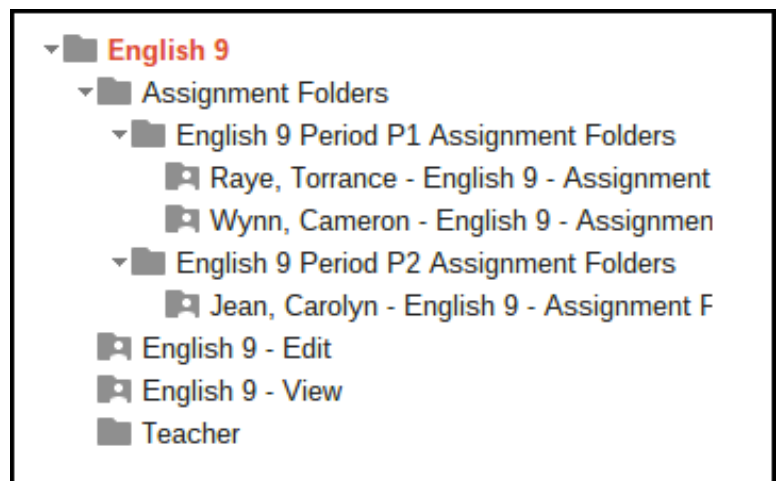 English 9
Assignment Folders
English 9 Period P1 Assignment Folders
Raye, Torrance - English 9 - Assignment
Wynn, Cameron - English 9 - Assignmen
English 9 Period P2 Assignment Folders
Jean, Carolyn - English 9 - Assignment F
English 9 - Edit
English 9 - View
Teacher